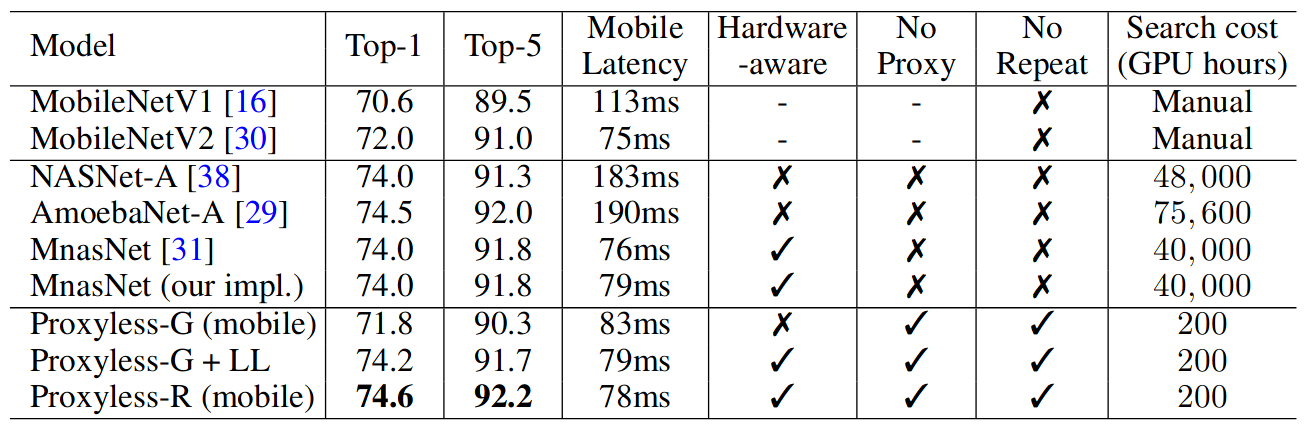 Model Top-1 Top-5 Mobile Latency Hardware -aware No Proxy No Repeat Search cost (GPU hours)
MobileNetV1 [16] 70.6 89.5 113ms - - ✗ Manual
MobileNetV2 [30] 72.0 91.0 75ms - - ✗ Manual
NASNet-A [38] 74.0 91.3 183ms ✗ ✗ ✗ 48,000
AmoebaNet-A [29] 74.5 92.0 190ms ✗ ✗ ✗ 75,600
MnasNet [31] 74.0 91.8 76ms ✓ ✗ ✗ 40,000
MnasNet (our impl.) 74.0 91.8 79ms ✓ ✗ ✗ 40,000
Proxyless-G (mobile) 71.8 90.3 83ms ✗ ✓ ✓ 200
Proxyless-G + LL 74.2 91.7 79ms ✓ ✓ ✓ 200
Proxyless-R (mobile) 74.6 92.2 78ms ✓ ✓ ✓ 200